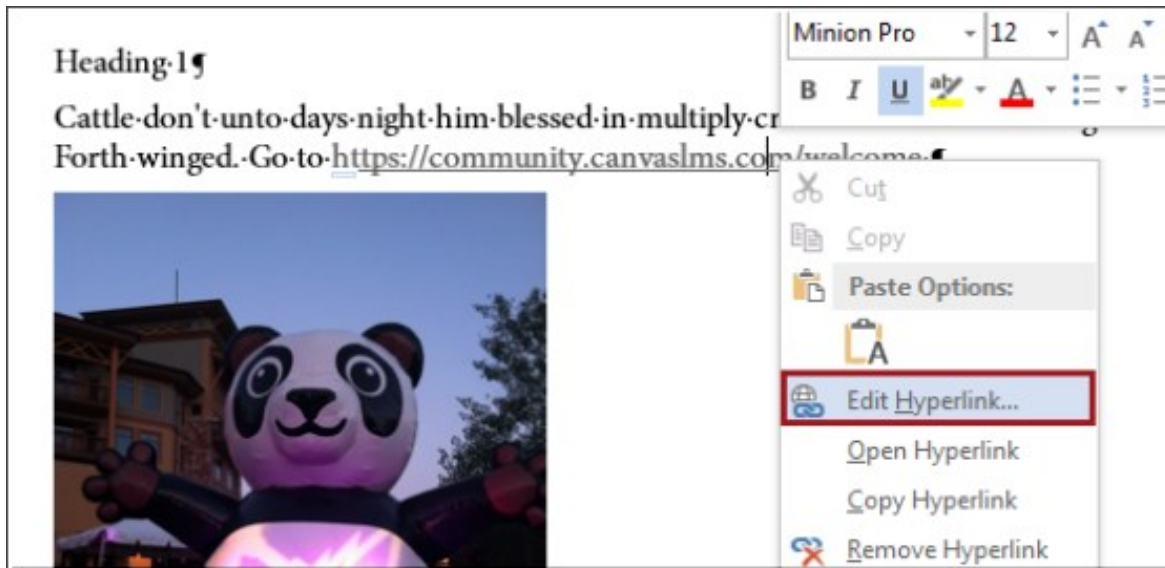 Minion Pro 12
B I U
Heading 1¶
Cattle don't unto days night him blessed in multiply
Forth winged. Go to https://community.canvaslms.com/welcome ¶
Cut
Copy
Paste Options:
A
Edit Hyperlink...
Open Hyperlink
Copy Hyperlink
Remove Hyperlink